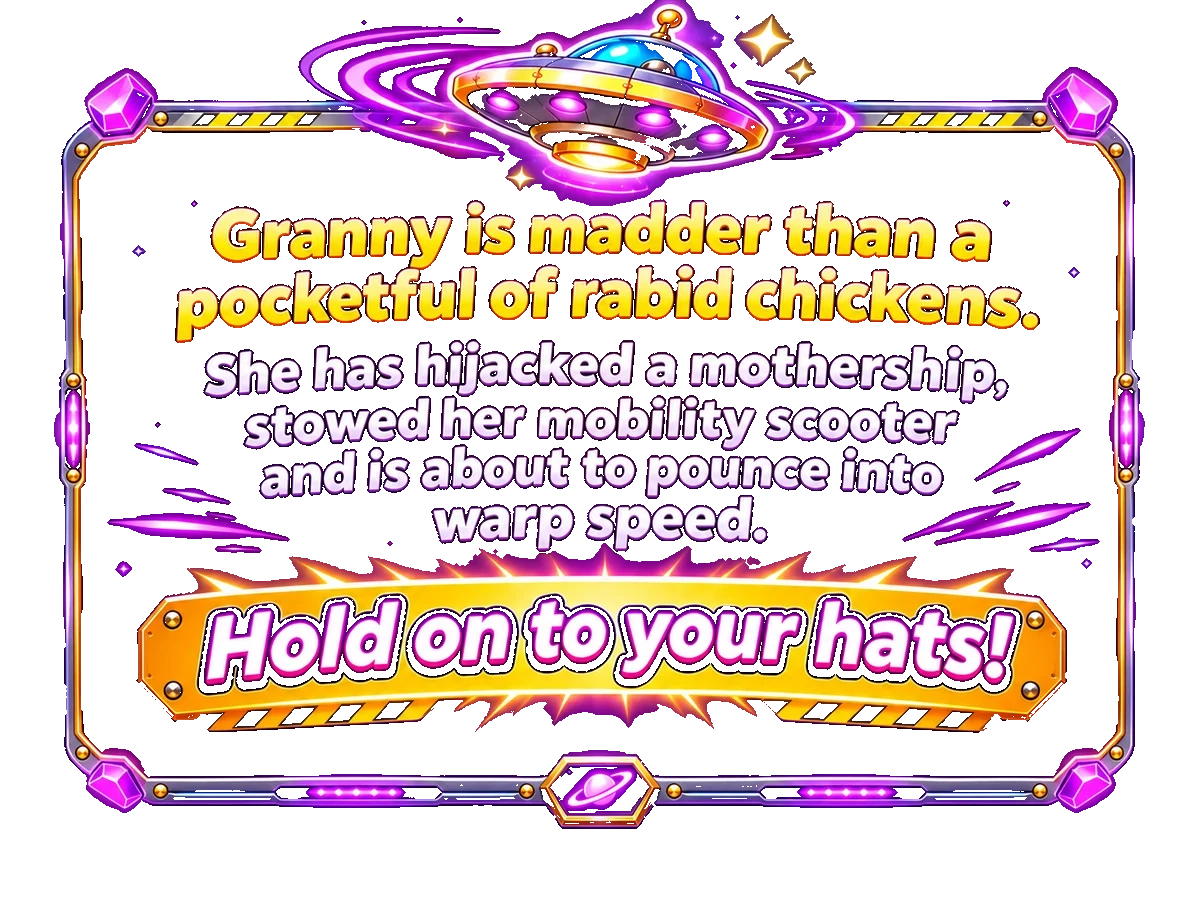 Granny is madder than a
pocketful of rabid chickens.
She has hijacked a mothership,
stowed her mobility scooter
and is about to pounce into
warp speed.
Hold on to your hats!